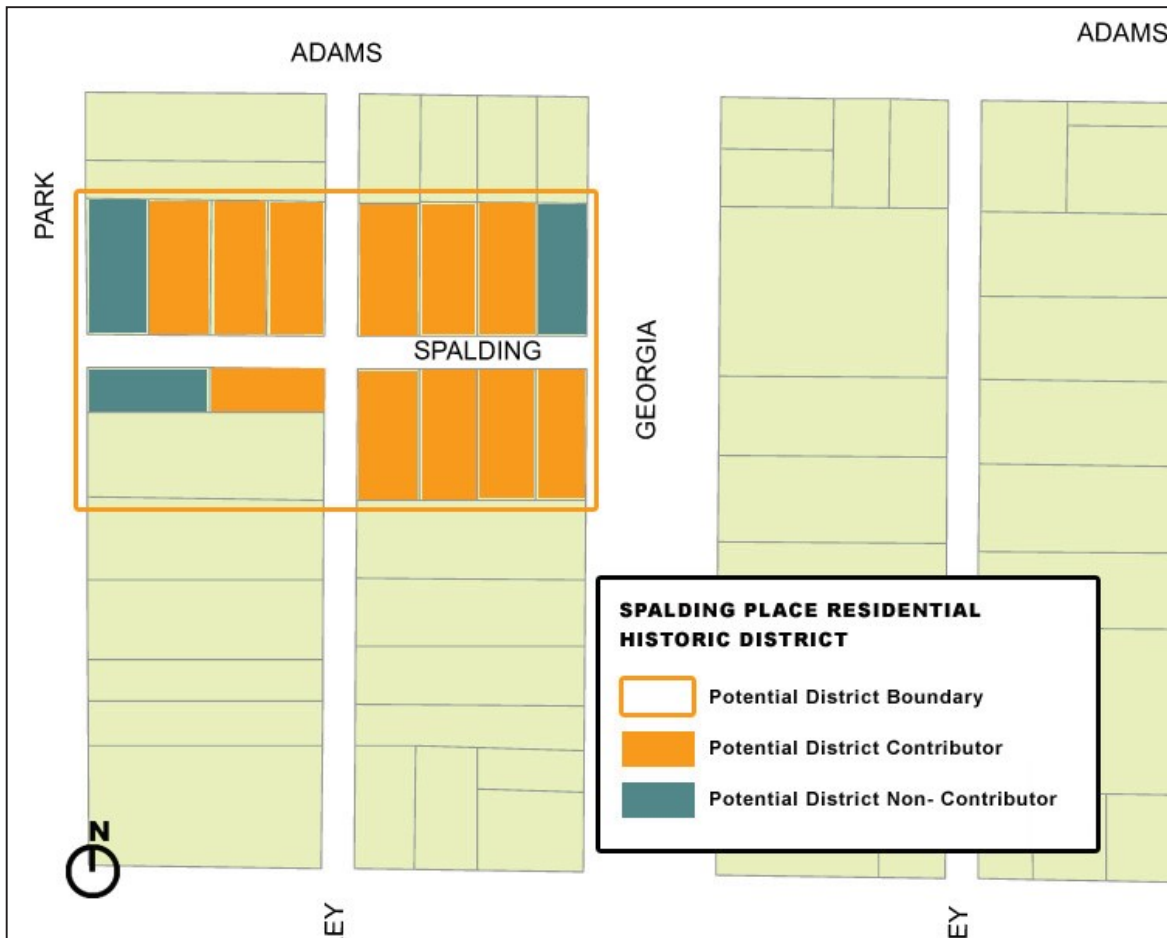 ADAMS
ADAMS
PARK
SPALDING
GEORGIA
SPALDING PLACE RESIDENTIAL
HISTORIC DISTRICT
Potential District Boundary
Potential District Contributor
Potential District Non- Contributor
N
EY
EY